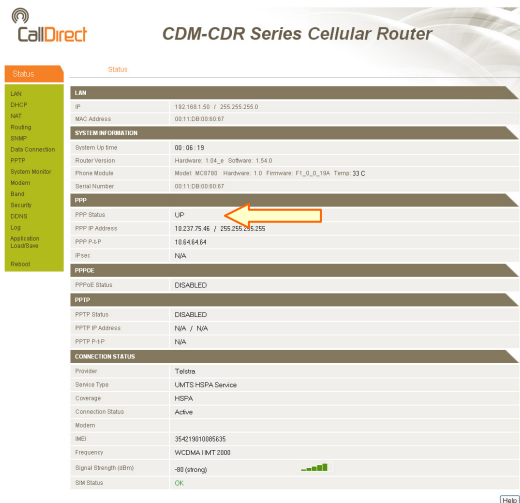 CallDirect
CDM-CDR Series Cellular Router
Status
Status
LAN
DHCP
NAT
Routing
SNMP
Data Connection
PPTP
System Monitor
Modem
Band
Security
DDNS
Log
Application
Load/Save
Reboot
LAN
IP 192.168.1.50 / 255.255.255.0
MAC Address 00:11:DB:00:60:67
SYSTEM INFORMATION
System Up time 00:06:19
Router Version Hardware: 1.04_e Software: 1.54.0
Phone Module Model: MC8790 Hardware: 1.0 Firmware: F1_0_0_19A Temp: 33 C
Serial Number 00:11:DB:00:60:67
PPP
PPP Status UP
PPP IP Address 10.237.75.46 / 255.255.255.255
PPP P-t-P 10.64.64.64
IPsec N/A
PPPOE
PPPoE Status DISABLED
PPTP
PPTP Status DISABLED
PPTP IP Address N/A / N/A
PPTP P-t-P N/A
CONNECTION STATUS
Provider Telstra
Service Type UMTS HSPA Service
Coverage HSPA
Connection Status Active
Modem
IMEI 354219010085635
Frequency WCDMA I IMT 2000
Signal Strength (dBm) -80 (strong)
SIM Status OK
Help